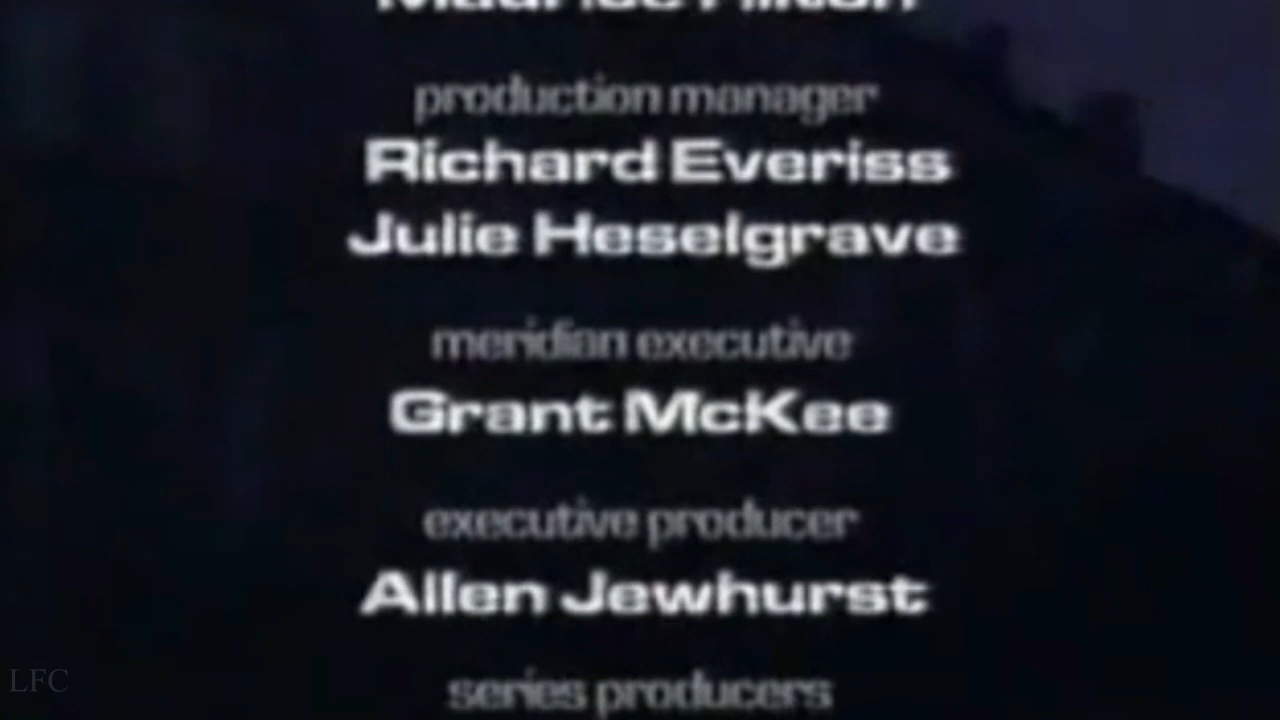 production manager
Richard Everiss
Julie Heselgrave
meridian executive
Grant McKee
executive producer
Allen Jewhurst
series producers
LFC